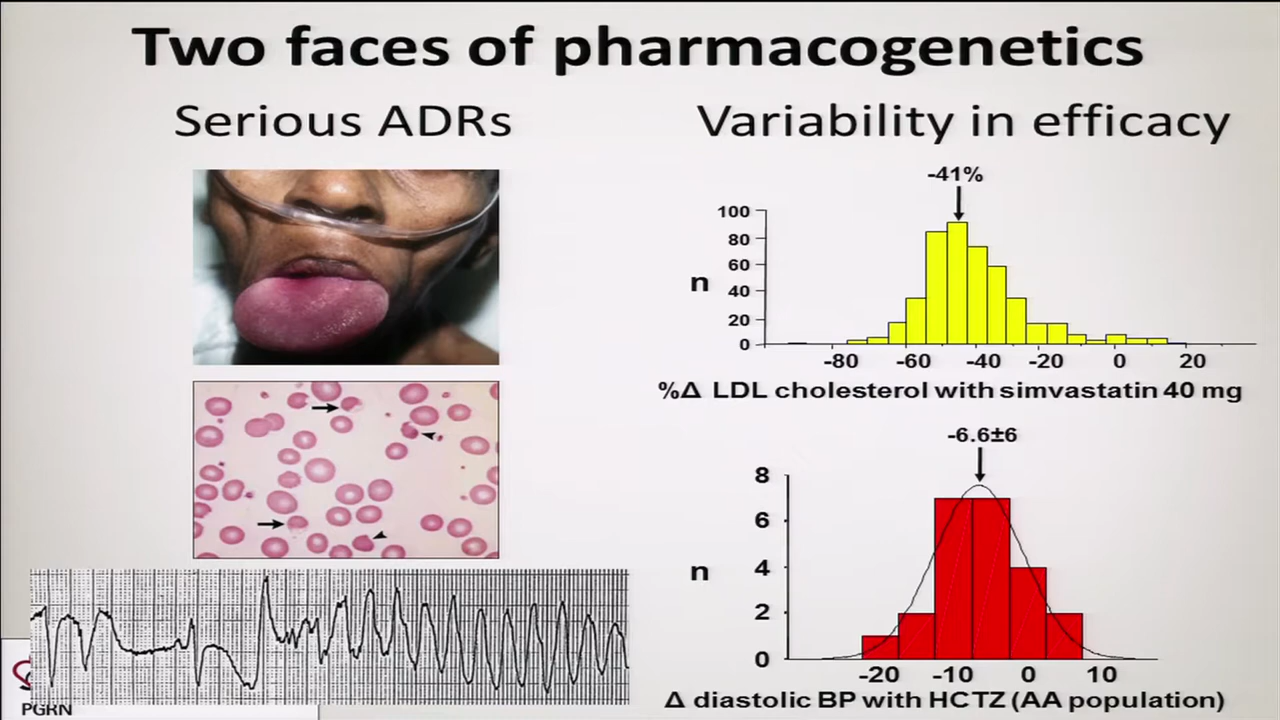 Two faces of pharmacogenetics
Serious ADRs
Variability in efficacy
-41%
100
80
60
40
20
0
n
-80 -60 -40 -20 0 20
%Δ LDL cholesterol with simvastatin 40 mg
-6.6±6
8
6
4
2
0
n
-20 -10 0 10
Δ diastolic BP with HCTZ (AA population)
PGRN